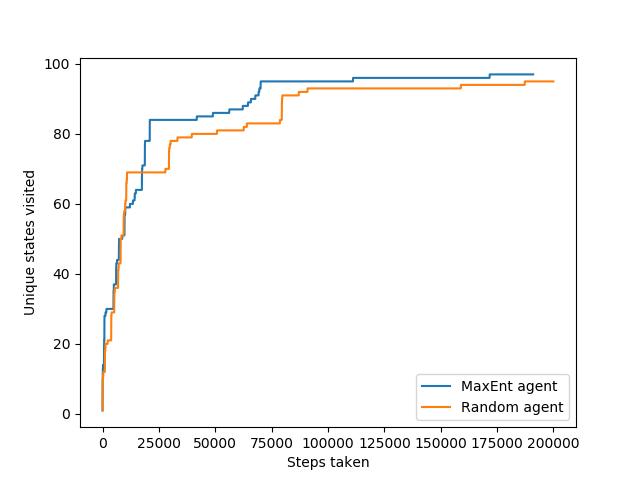 100
80
60
40
20
0
Unique states visited
MaxEnt agent
Random agent
0 25000 50000 75000 100000 125000 150000 175000 200000
Steps taken